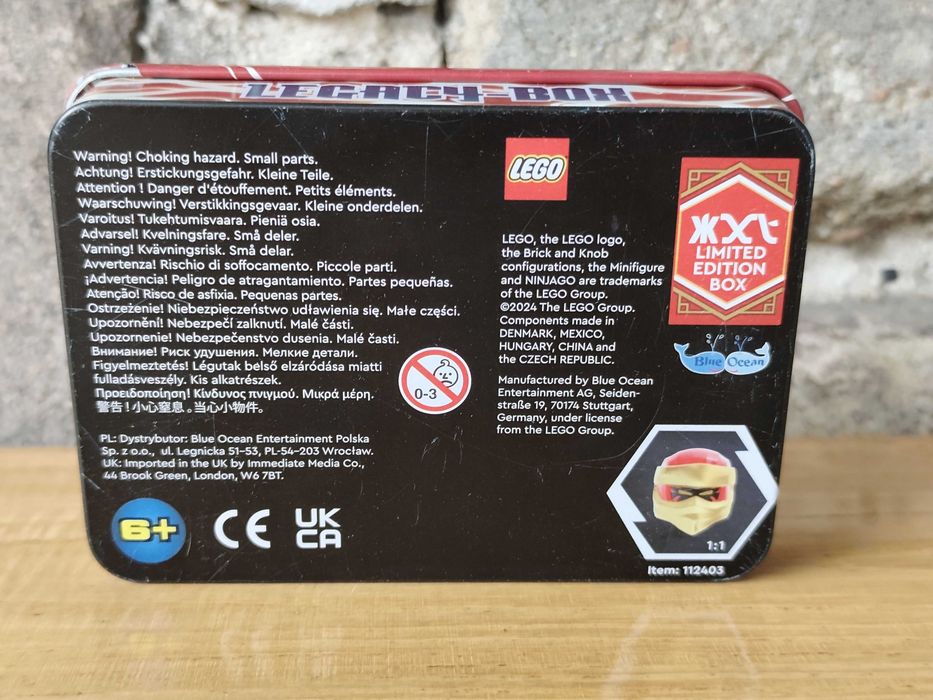 LEGACY BOX
Warning! Choking hazard. Small parts.
Achtung! Erstickungsgefahr. Kleine Teile.
Attention ! Danger d'étouffement. Petits éléments.
Waarschuwing! Verstikkingsgevaar. Kleine onderdelen.
Varoitus! Tukehtumisvaara. Pieniä osia.
Advarsel! Kvelningsfare. Små deler.
Varning! Kvävningsrisk. Små delar.
Avvertenza! Rischio di soffocamento. Piccole parti.
¡Advertencia! Peligro de atragantamiento. Partes pequeñas.
Atenção! Risco de asfixia. Pequenas partes.
Ostrzeżenie! Niebezpieczeństwo udławienia się. Małe części.
Upozornění! Nebezpečí zalknutí. Malé části.
Upozornenie! Nebezpečenstvo dusenia. Malé časti.
Внимание! Риск удушения. Мелкие детали.
Figyelmeztetés! Légutak belső elzáródása miatti
fulladásveszély. Kis alkatrészek.
Προειδοποίηση! Κίνδυνος πνιγμού. Μικρά μέρη.
警告！小心窒息。当心小物件。
0-3
PL: Dystrybutor: Blue Ocean Entertainment Polska
Sp. z o.o., ul. Legnicka 51-53, PL-54-203 Wrocław.
UK: Imported in the UK by Immediate Media Co.,
44 Brook Green, London, W6 7BT.
6+
CE
UK
CA
LEGO
LEGO, the LEGO logo,
the Brick and Knob
configurations, the Minifigure
and NINJAGO are trademarks
of the LEGO Group.
©2024 The LEGO Group.
Components made in
DENMARK, MEXICO,
HUNGARY, CHINA and
the CZECH REPUBLIC.
Manufactured by Blue Ocean
Entertainment AG, Seiden-
straße 19, 70174 Stuttgart,
Germany, under license
from the LEGO Group.
LIMITED
EDITION
BOX
Blue Ocean
1:1
Item: 112403